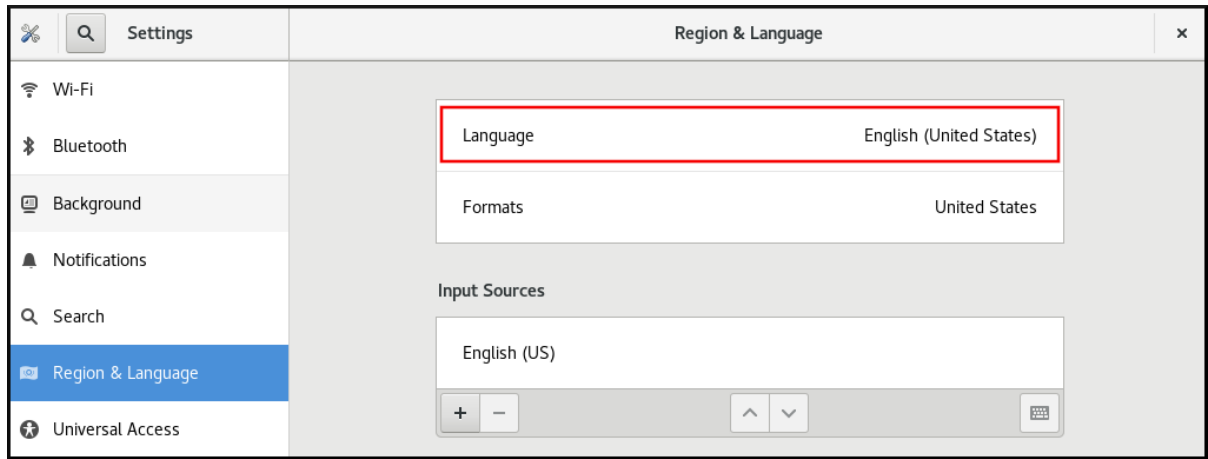 Settings
Region & Language
Wi-Fi
Bluetooth
Background
Notifications
Search
Region & Language
Universal Access
Language English (United States)
Formats United States
Input Sources
English (US)